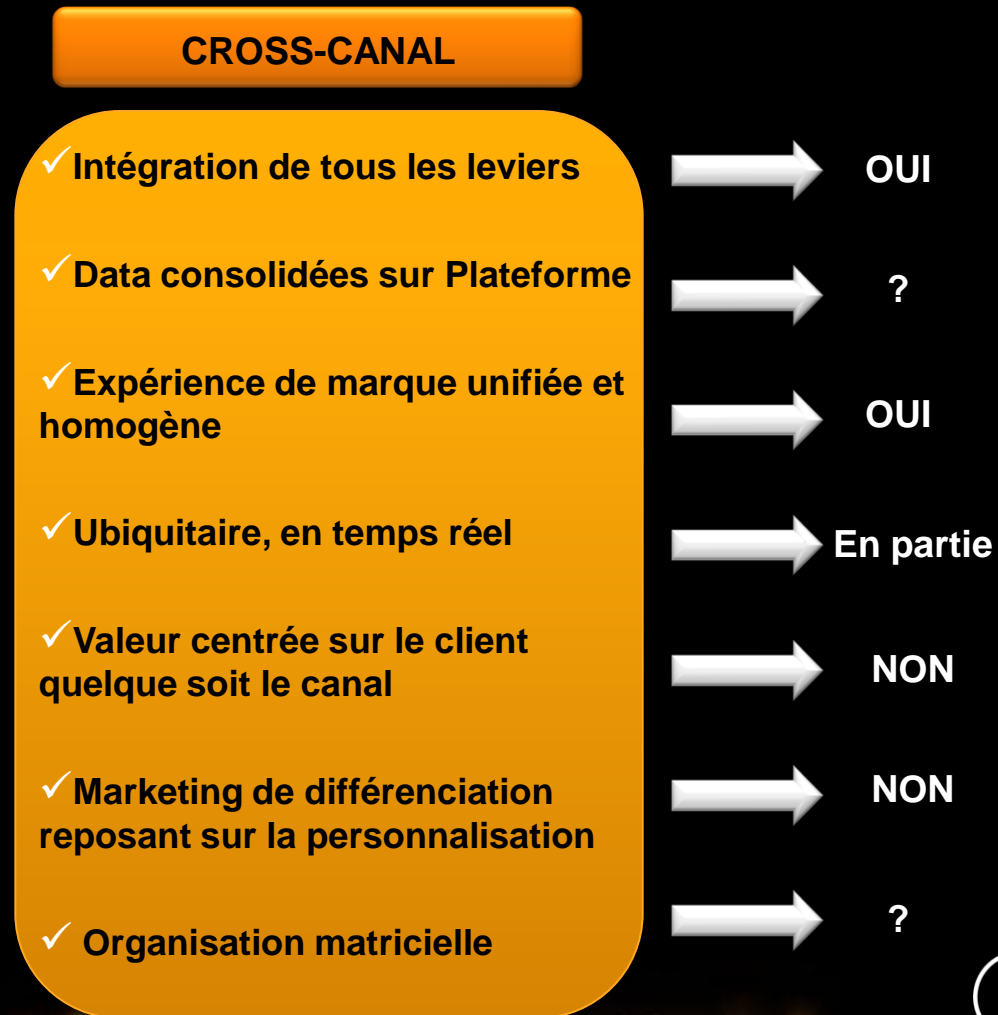 CROSS-CANAL
✓Intégration de tous les leviers
OUI
✓Data consolidées sur Plateforme
?
✓Expérience de marque unifiée et
homogène
OUI
✓Ubiquitaire, en temps réel
En partie
✓Valeur centrée sur le client
quelque soit le canal
NON
✓Marketing de différenciation
reposant sur la personnalisation
NON
✓ Organisation matricielle
?